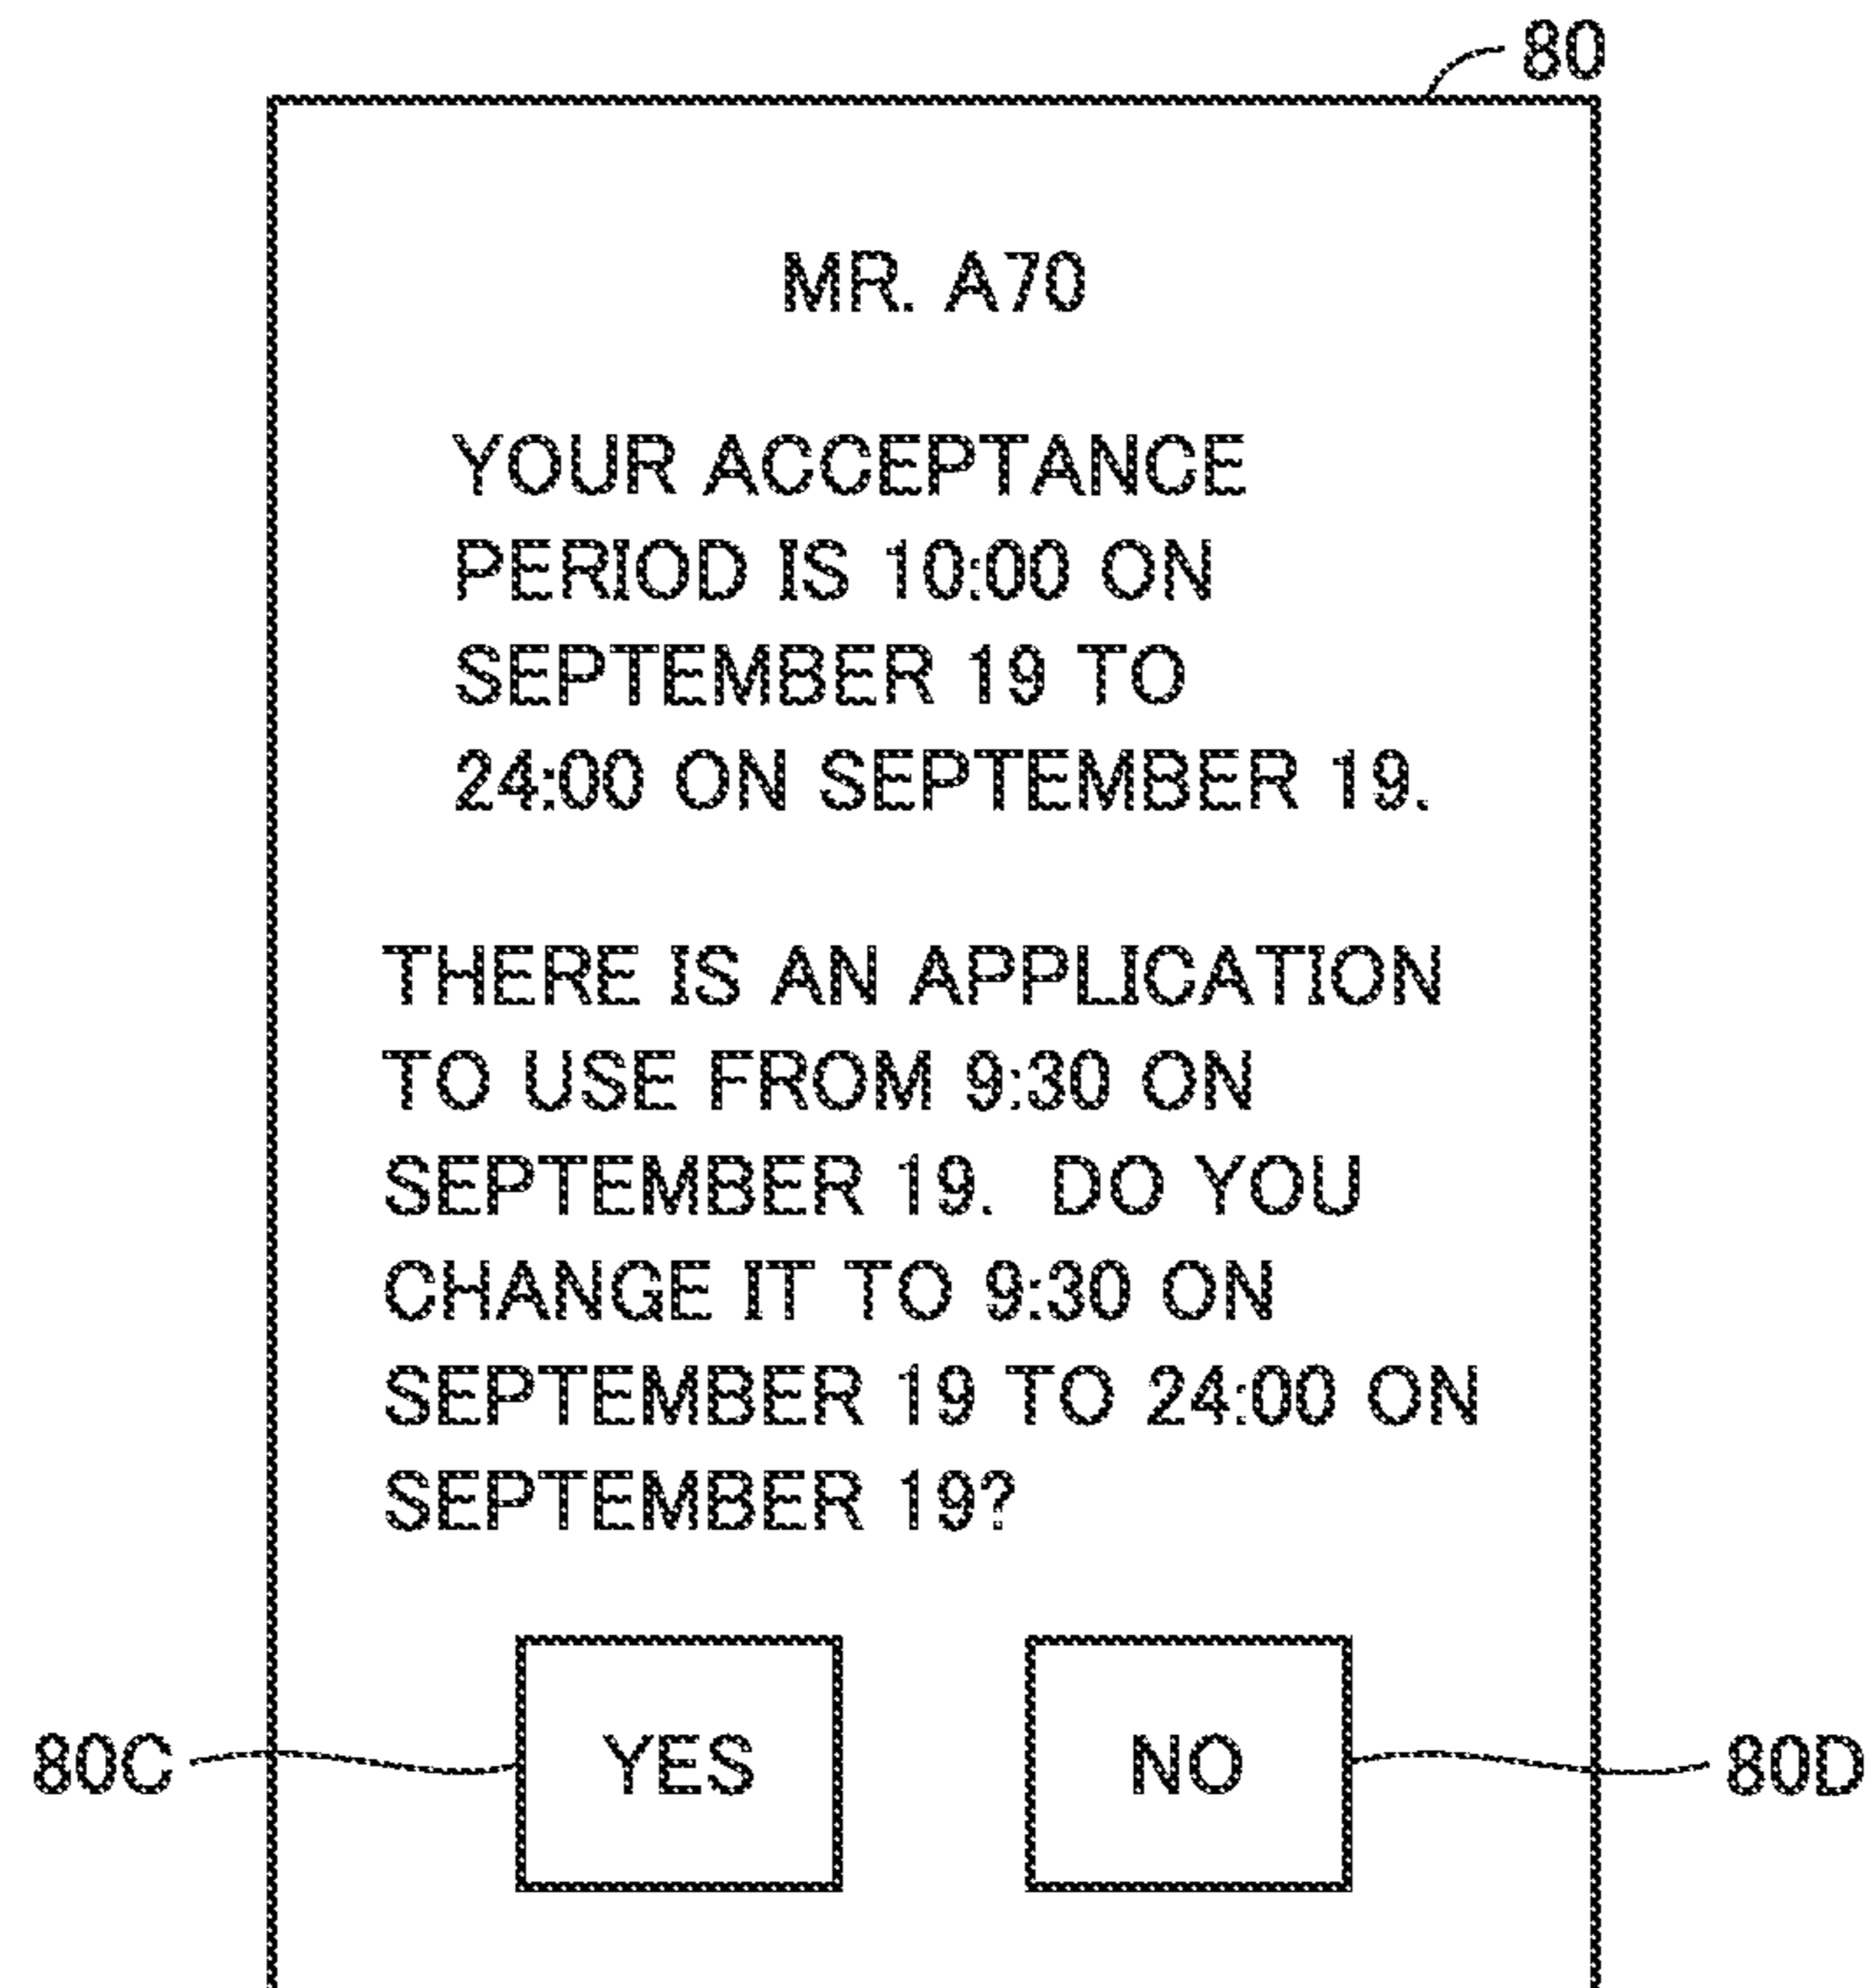 80
MR. A70
YOUR ACCEPTANCE
PERIOD IS 10:00 ON
SEPTEMBER 19 TO
24:00 ON SEPTEMBER 19.
THERE IS AN APPLICATION
TO USE FROM 9:30 ON
SEPTEMBER 19. DO YOU
CHANGE IT TO 9:30 ON
SEPTEMBER 19 TO 24:00 ON
SEPTEMBER 19?
80C YES NO 80D